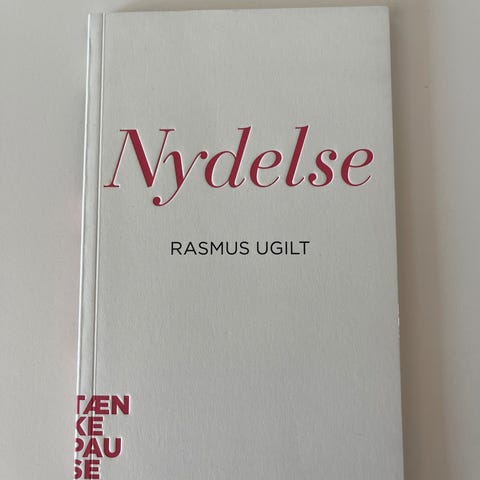 Nydelse
RASMUS UGILT
TÆN
KE
PAU
SE